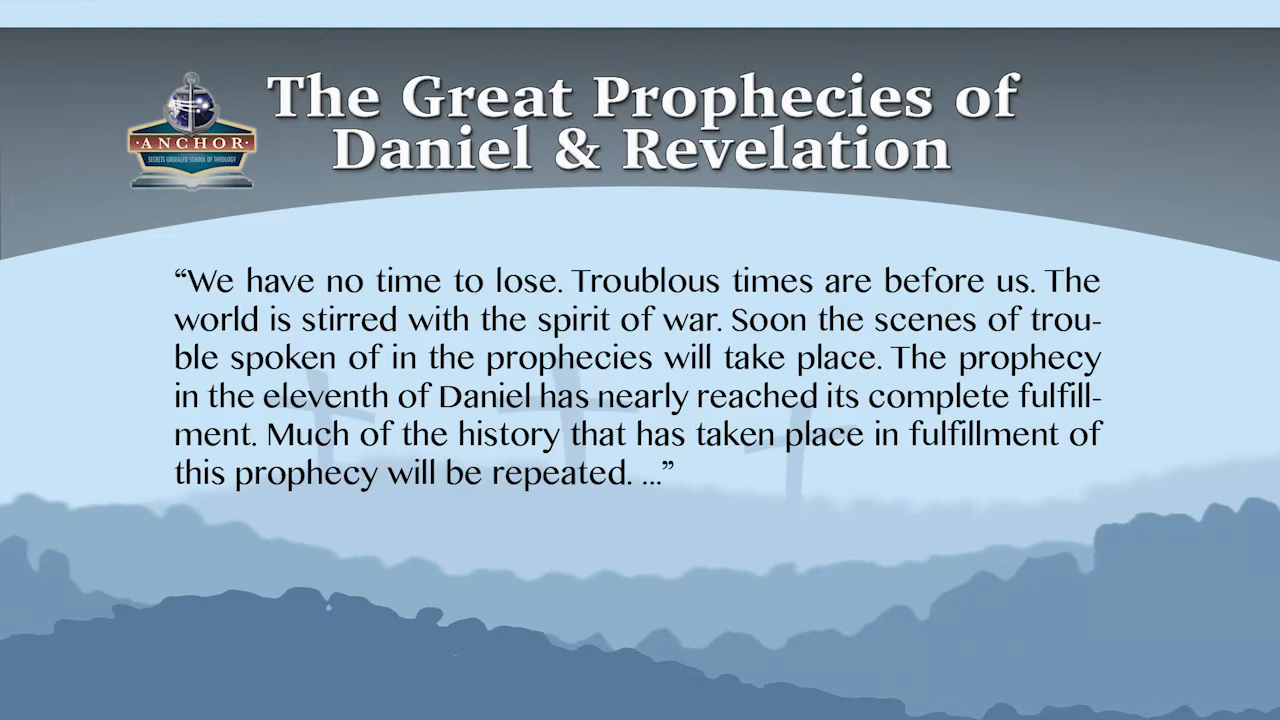 The Great Prophecies of
Daniel & Revelation
·ANCHOR·
SECRETS UNSEALED SCHOOL OF THEOLOGY
“We have no time to lose. Troublous times are before us. The
world is stirred with the spirit of war. Soon the scenes of trou-
ble spoken of in the prophecies will take place. The prophecy
in the eleventh of Daniel has nearly reached its complete fulfill-
ment. Much of the history that has taken place in fulfillment of
this prophecy will be repeated. ...”